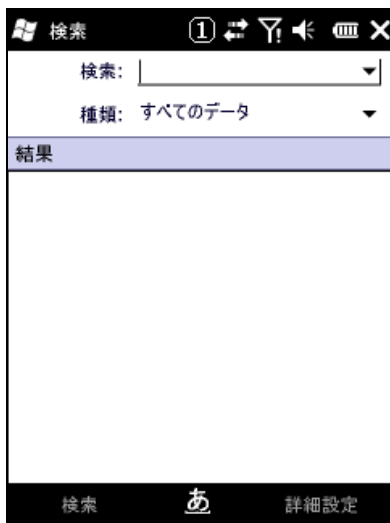 検索 1
検索:
種類: すべてのデータ
結果
検索 あ 詳細設定